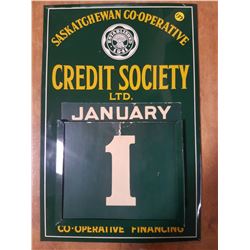 SASKATCHEWAN CO-OPERATIVE
CREDIT SOCIETY
LTD.
JANUARY
1
CO-OPERATIVE FINANCING